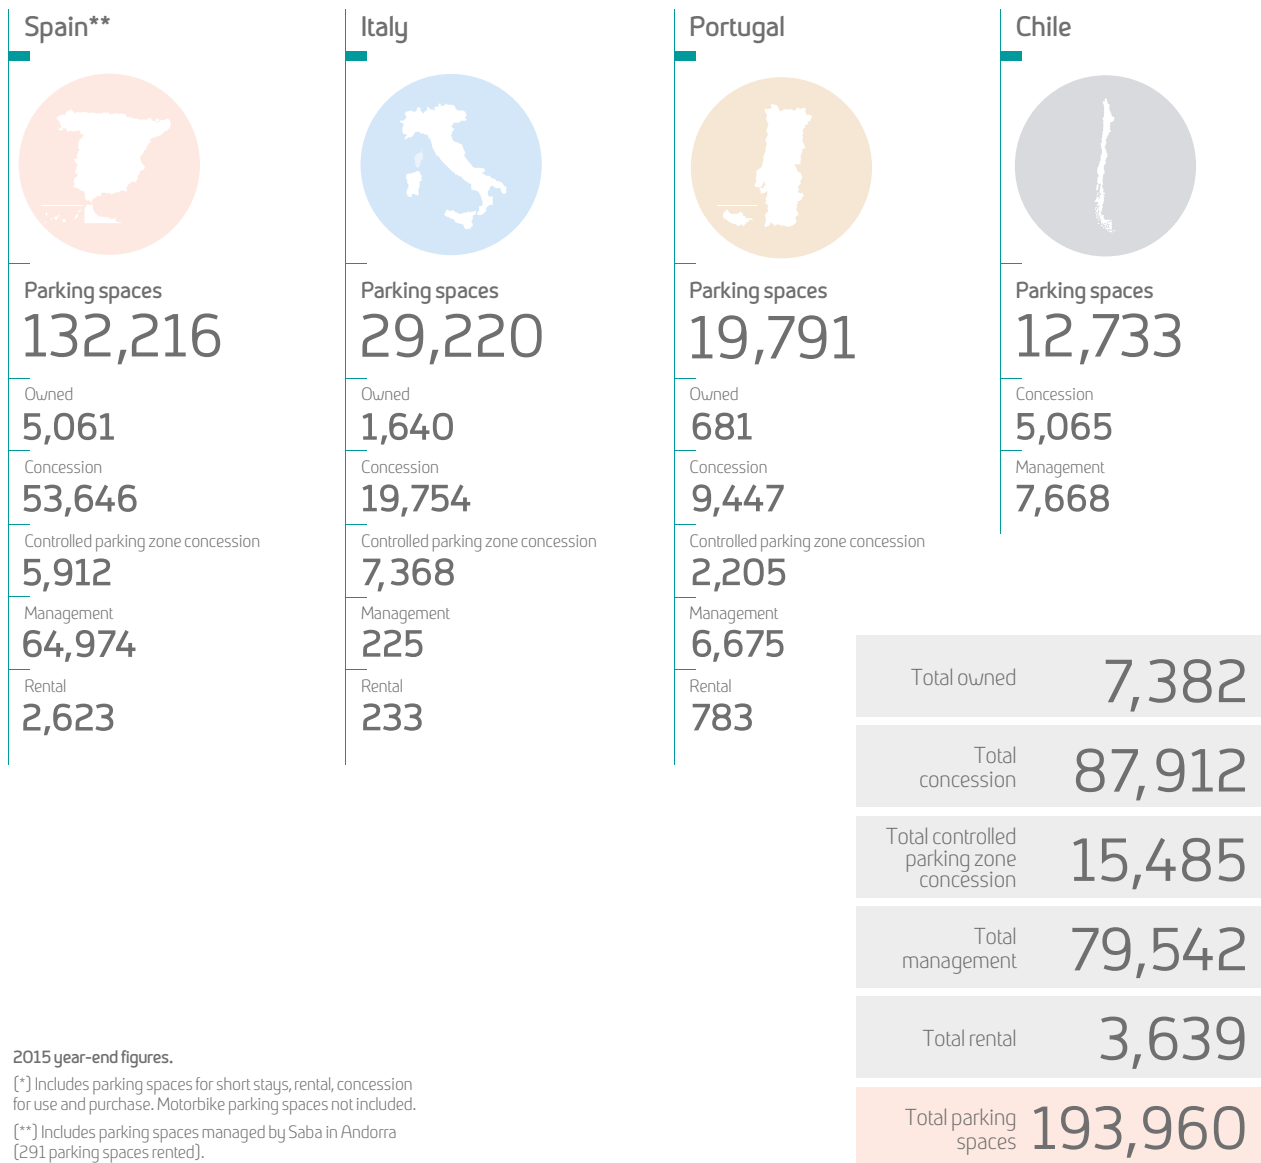 Spain**
Parking spaces
132,216
Owned
5,061
Concession
53,646
Controlled parking zone concession
5,912
Management
64,974
Rental
2,623
Italy
Parking spaces
29,220
Owned
1,640
Concession
19,754
Controlled parking zone concession
7,368
Management
225
Rental
233
Portugal
Parking spaces
19,791
Owned
681
Concession
9,447
Controlled parking zone concession
2,205
Management
6,675
Rental
783
Chile
Parking spaces
12,733
Concession
5,065
Management
7,668
Total owned 7,382
Total
concession 87,912
Total controlled
parking zone
concession 15,485
Total
management 79,542
Total rental 3,639
Total parking
spaces 193,960
2015 year-end figures.
(*) Includes parking spaces for short stays, rental, concession
for use and purchase. Motorbike parking spaces not included.
(**) Includes parking spaces managed by Saba in Andorra
(291 parking spaces rented).